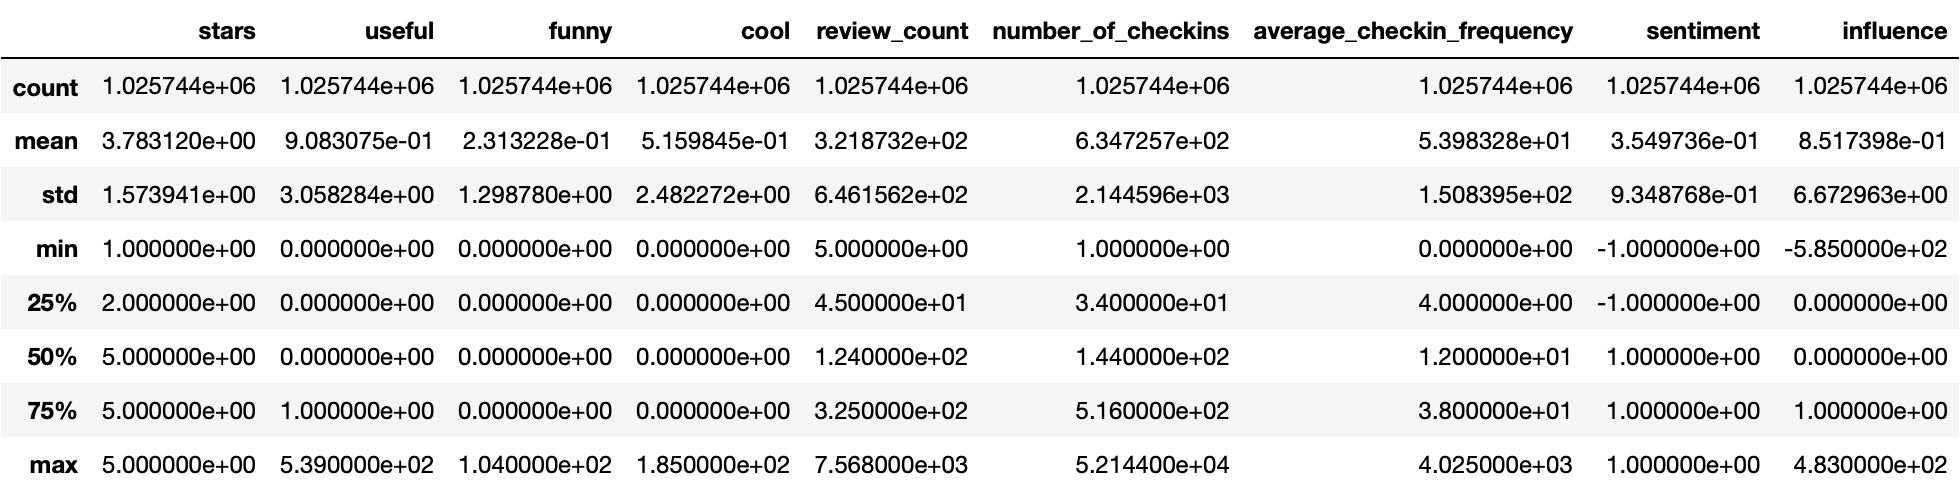 stars useful funny cool review_count number_of_checkins average_checkin_frequency sentiment influence
count 1.025744e+06 1.025744e+06 1.025744e+06 1.025744e+06 1.025744e+06 1.025744e+06 1.025744e+06 1.025744e+06 1.025744e+06
mean 3.783120e+00 9.083075e-01 2.313228e-01 5.159845e-01 3.218732e+02 6.347257e+02 5.398328e+01 3.549736e-01 8.517398e-01
std 1.573941e+00 3.058284e+00 1.298780e+00 2.482272e+00 6.461562e+02 2.144596e+03 1.508395e+02 9.348768e-01 6.672963e+00
min 1.000000e+00 0.000000e+00 0.000000e+00 0.000000e+00 5.000000e+00 1.000000e+00 0.000000e+00 -1.000000e+00 -5.850000e+02
25% 2.000000e+00 0.000000e+00 0.000000e+00 0.000000e+00 4.500000e+01 3.400000e+01 4.000000e+00 -1.000000e+00 0.000000e+00
50% 5.000000e+00 0.000000e+00 0.000000e+00 0.000000e+00 1.240000e+02 1.440000e+02 1.200000e+01 1.000000e+00 0.000000e+00
75% 5.000000e+00 1.000000e+00 0.000000e+00 0.000000e+00 3.250000e+02 5.160000e+02 3.800000e+01 1.000000e+00 1.000000e+00
max 5.000000e+00 5.390000e+02 1.040000e+02 1.850000e+02 7.568000e+03 5.214400e+04 4.025000e+03 1.000000e+00 4.830000e+02